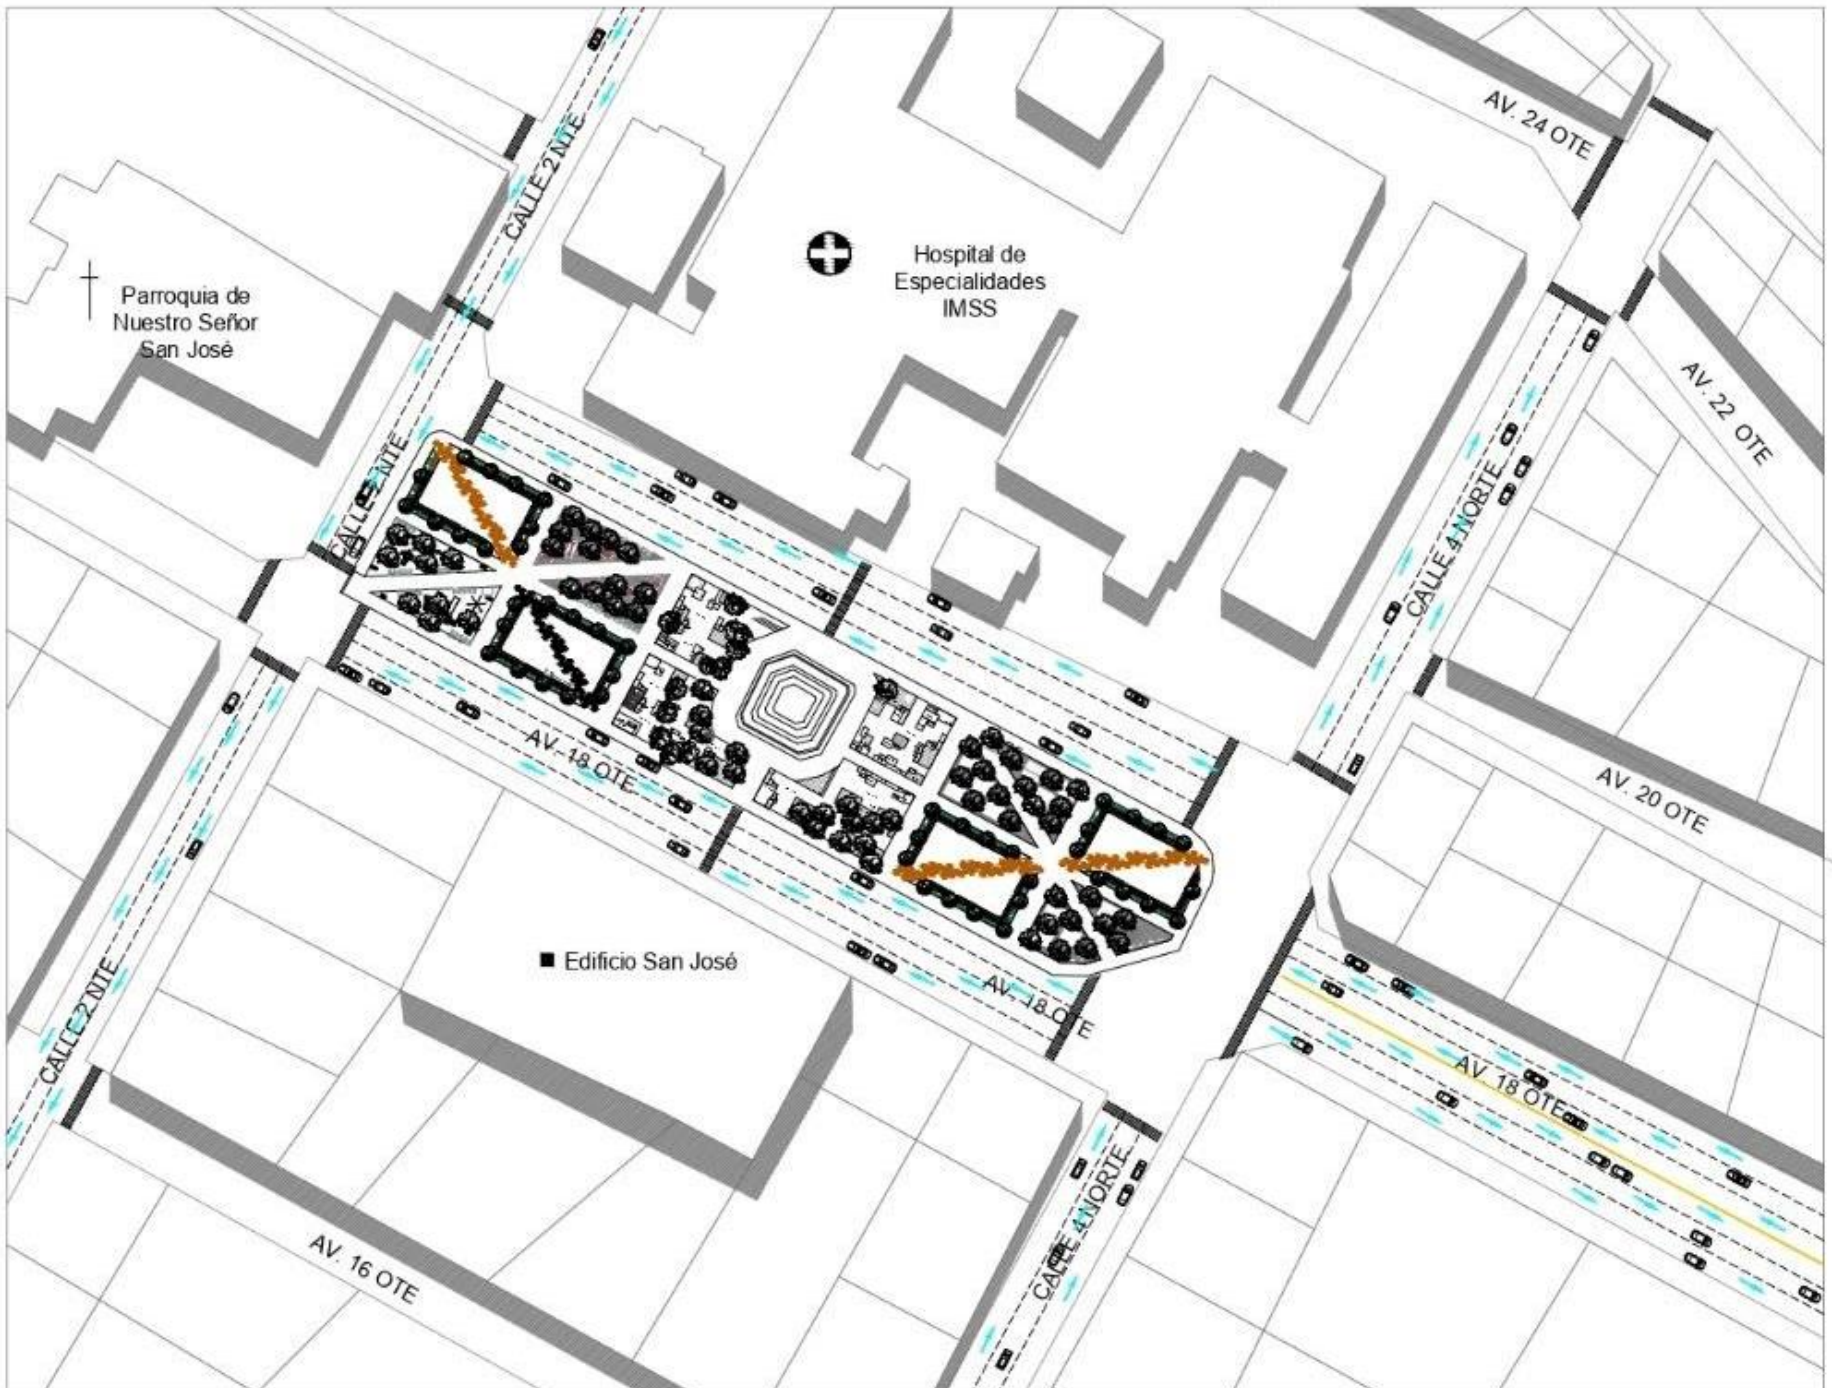 AV. 24 OTE
CALLE 2 NTE
Hospital de
Especialidades
IMSS
Parroquia de
Nuestro Señor
San José
AV. 22 OTE
CALLE 2 NTE
CALLE 4 NORTE
AV. 18 OTE
AV. 20 OTE
Edificio San José
AV. 18 OTE
CALLE 2 NTE
AV. 18 OTE
CALLE 4 NORTE
AV. 16 OTE